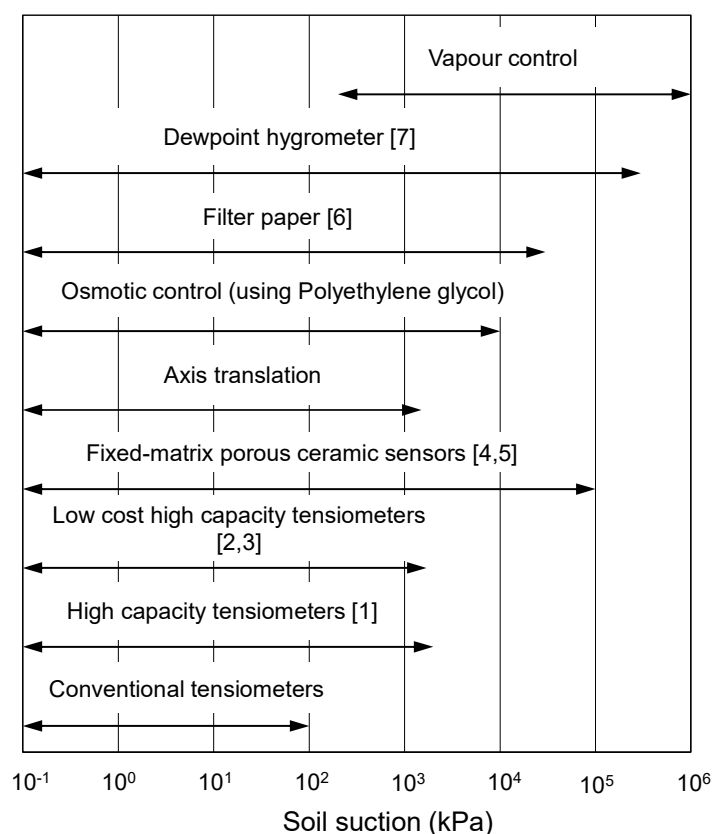 Vapour control
Dewpoint hygrometer [7]
Filter paper [6]
Osmotic control (using Polyethylene glycol)
Axis translation
Fixed-matrix porous ceramic sensors [4,5]
Low cost high capacity tensiometers
[2,3]
High capacity tensiometers [1]
Conventional tensiometers
10⁻¹ 10⁰ 10¹ 10² 10³ 10⁴ 10⁵ 10⁶
Soil suction (kPa)